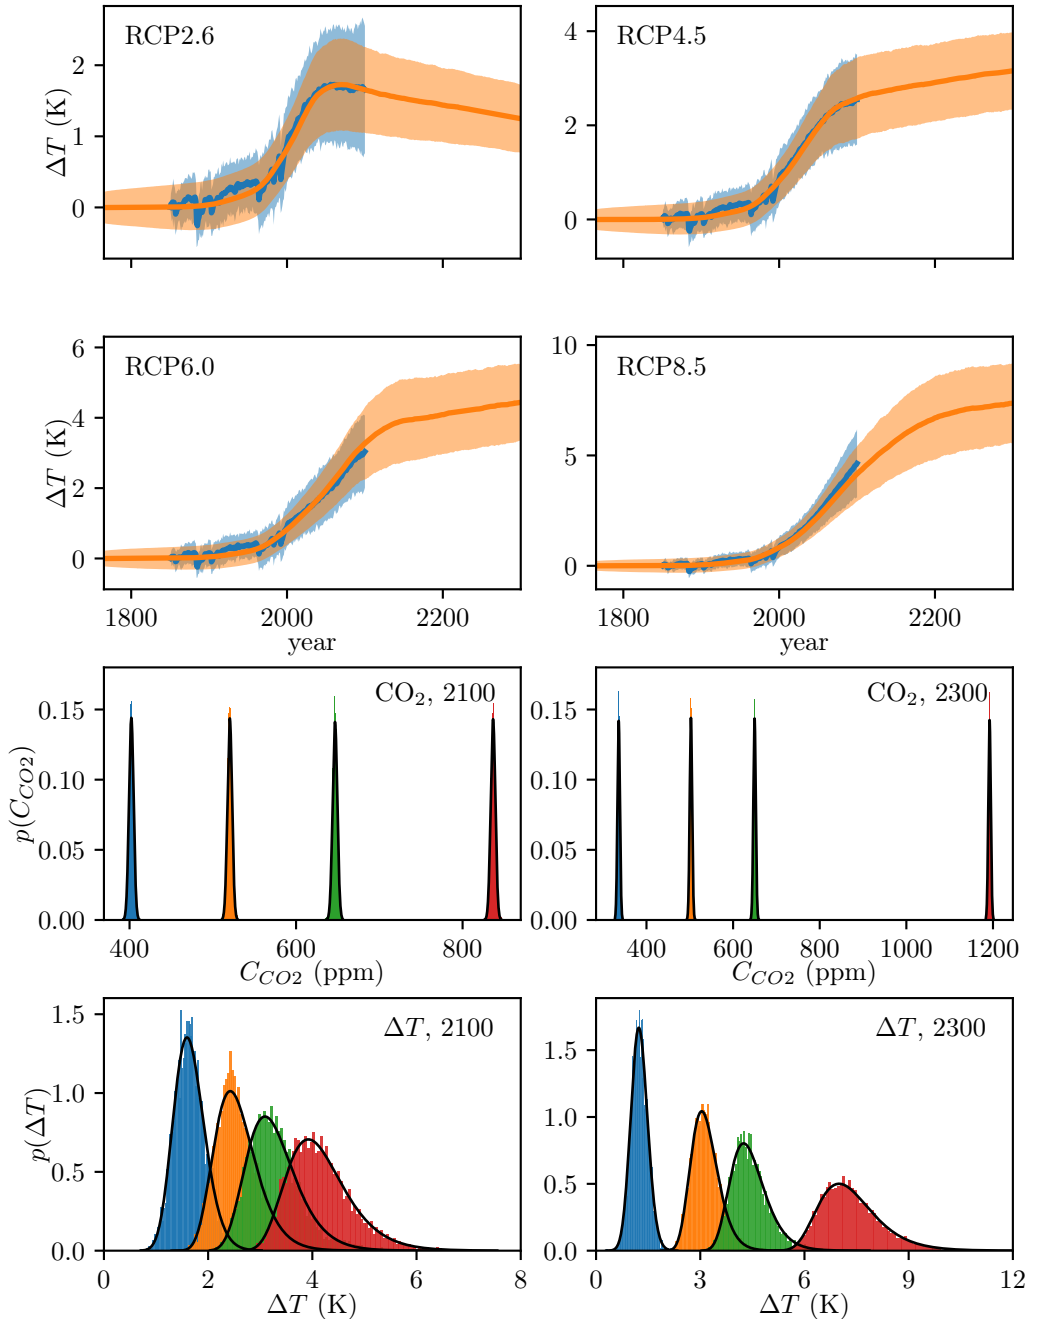 RCP2.6
RCP4.5
ΔT (K)
2
1
0
4
2
0
RCP6.0
RCP8.5
ΔT (K)
6
4
2
0
10
5
0
1800 2000 2200
1800 2000 2200
year
year
CO₂, 2100
CO₂, 2300
p(C_CO2)
0.15
0.10
0.05
0.00
0.15
0.10
0.05
0.00
400 600 800
400 600 800 1000 1200
C_CO2 (ppm)
C_CO2 (ppm)
ΔT, 2100
ΔT, 2300
p(ΔT)
1.5
1.0
0.5
0.0
1.5
1.0
0.5
0.0
0 2 4 6 8
0 3 6 9 12
ΔT (K)
ΔT (K)